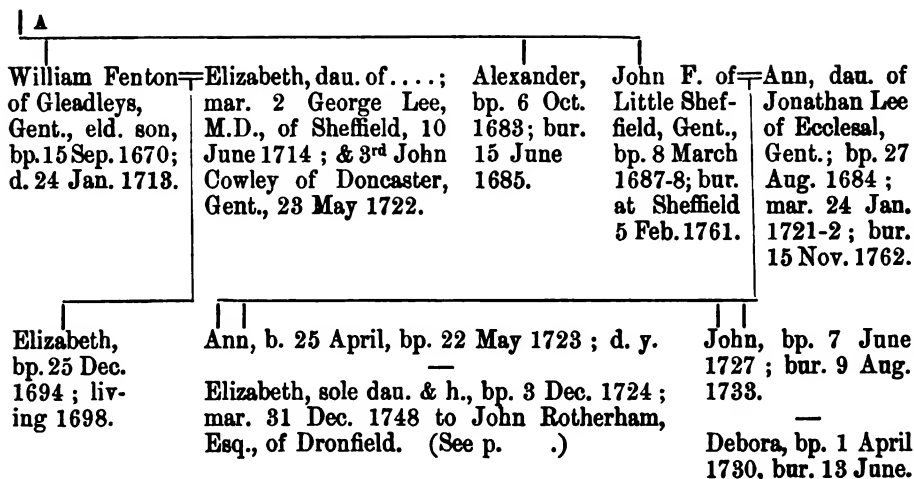 A
William Fenton
of Gleadleys,
Gent., eld. son,
bp. 15 Sep. 1670;
d. 24 Jan. 1713.
Elizabeth, dau. of . . . . ;
mar. 2 George Lee,
M.D., of Sheffield, 10
June 1714 ; & 3rd John
Cowley of Doncaster,
Gent., 23 May 1722.
Alexander,
bp. 6 Oct.
1683 ; bur.
15 June
1685.
John F. of
Little Shef-
field, Gent.,
bp. 8 March
1687-8; bur.
at Sheffield
5 Feb. 1761.
Ann, dau. of
Jonathan Lee
of Ecclesal,
Gent.; bp. 27
Aug. 1684 ;
mar. 24 Jan.
1721-2 ; bur.
15 Nov. 1762.
Elizabeth,
bp. 25 Dec.
1694 ; liv-
ing 1698.
Ann, b. 25 April, bp. 22 May 1723 ; d. y.
—
Elizabeth, sole dau. & h., bp. 3 Dec. 1724 ;
mar. 31 Dec. 1748 to John Rotherham,
Esq., of Dronfield. (See p. .)
John, bp. 7 June
1727 ; bur. 9 Aug.
1733.
—
Debora, bp. 1 April
1730, bur. 13 June.